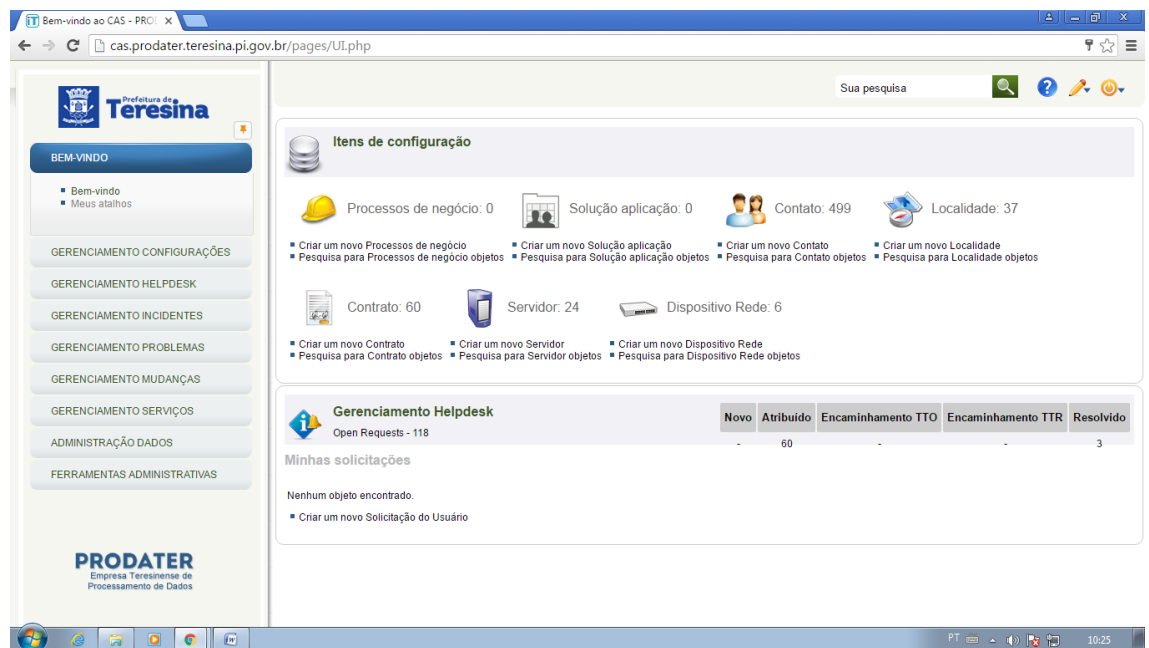 Bem-vindo ao CAS - PROD
cas.prodater.teresina.pi.gov.br/pages/UI.php
Prefeitura de
Teresina
Sua pesquisa
BEM-VINDO
Bem-vindo
Meus atalhos
GERENCIAMENTO CONFIGURAÇÕES
GERENCIAMENTO HELPDESK
GERENCIAMENTO INCIDENTES
GERENCIAMENTO PROBLEMAS
GERENCIAMENTO MUDANÇAS
GERENCIAMENTO SERVIÇOS
ADMINISTRAÇÃO DADOS
FERRAMENTAS ADMINISTRATIVAS
PRODATER
Empresa Teresinense de
Processamento de Dados
Itens de configuração
Processos de negócio: 0 Solução aplicação: 0 Contato: 499 Localidade: 37
Criar um novo Processos de negócio Criar um novo Solução aplicação Criar um novo Contato Criar um novo Localidade
Pesquisa para Processos de negócio objetos Pesquisa para Solução aplicação objetos Pesquisa para Contato objetos Pesquisa para Localidade objetos
Contrato: 60 Servidor: 24 Dispositivo Rede: 6
Criar um novo Contrato Criar um novo Servidor Criar um novo Dispositivo Rede
Pesquisa para Contrato objetos Pesquisa para Servidor objetos Pesquisa para Dispositivo Rede objetos
Gerenciamento Helpdesk
Open Requests - 118
Novo Atribuído Encaminhamento TTO Encaminhamento TTR Resolvido
- 60 - - 3
Minhas solicitações
Nenhum objeto encontrado.
Criar um novo Solicitação do Usuário
PT 10:25